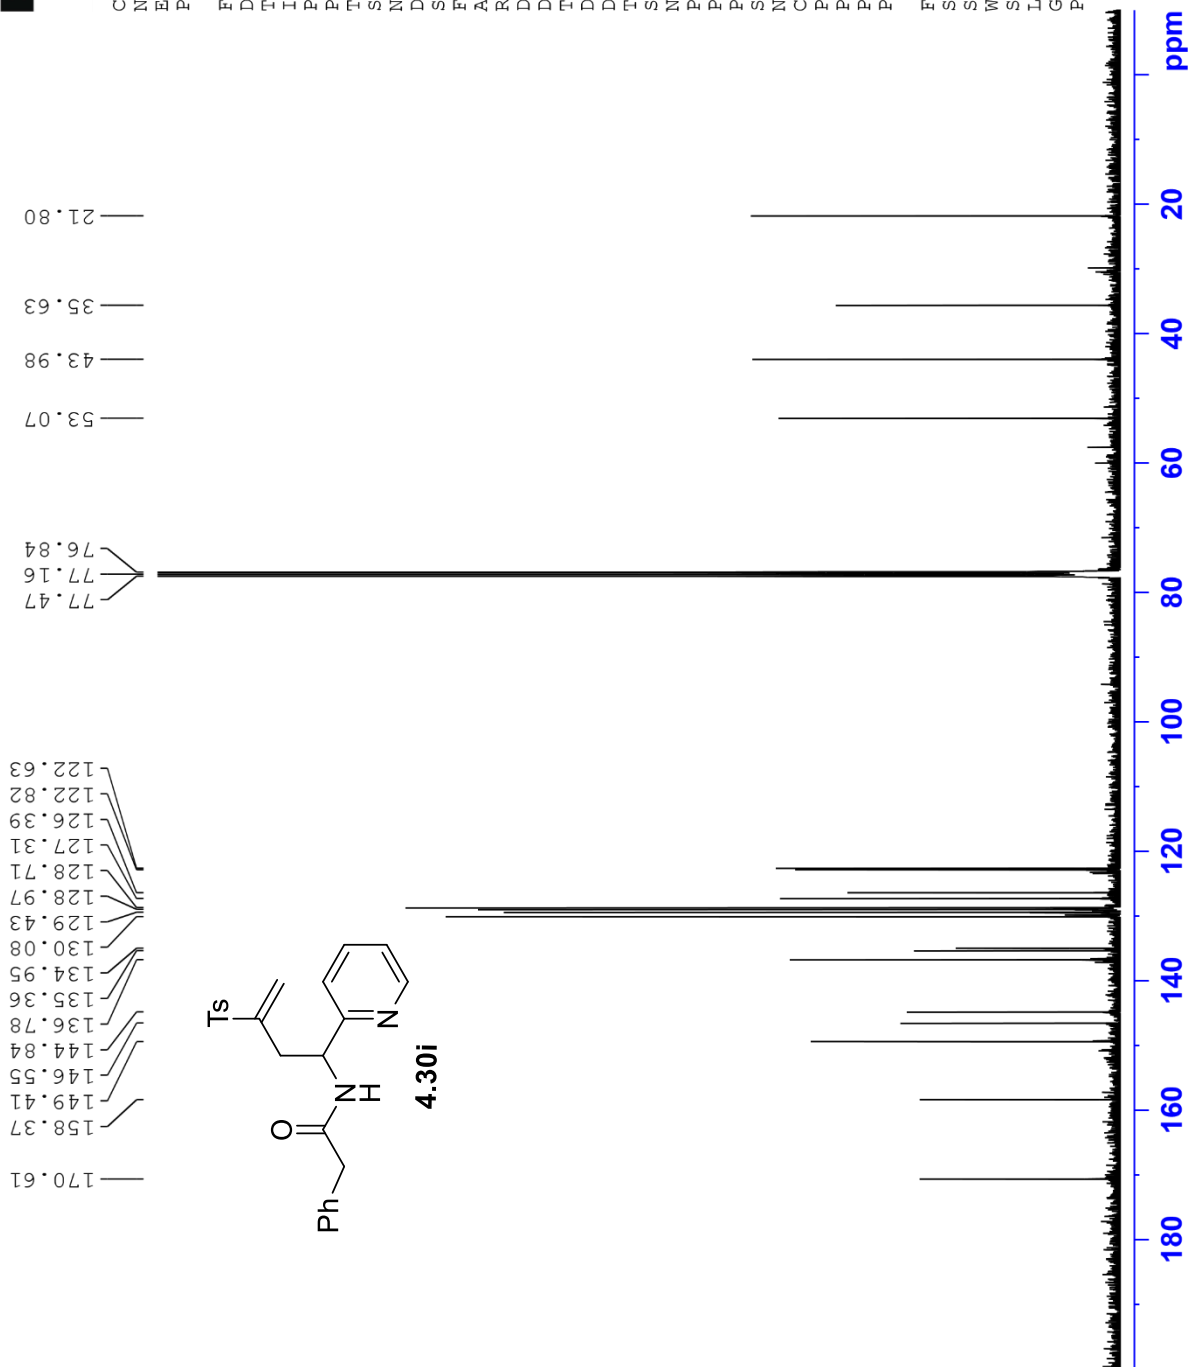 170.61
158.37
149.41
146.55
144.84
136.78
135.36
134.95
130.08
129.43
128.97
128.71
127.31
126.39
122.82
122.63
77.47
77.16
76.84
53.07
43.98
35.63
21.80
C
N
E
P
F
D
T
I
P
P
T
S
N
D
S
F
A
R
D
D
T
D
D
T
S
N
P
P
P
S
N
C
P
P
P
P
F
S
S
W
S
L
G
P
Ts
O
N
H
N
Ph
4.30i
180
160
140
120
100
80
60
40
20
ppm